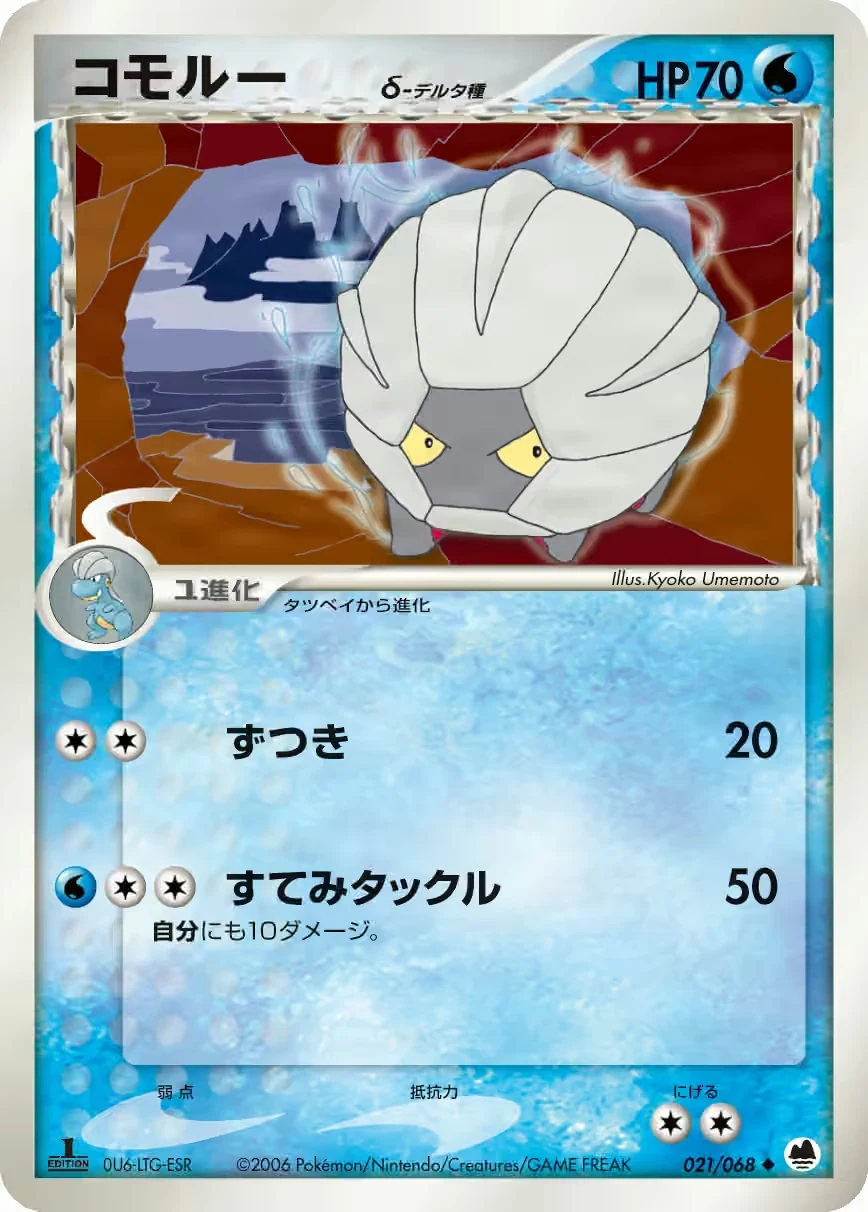 コモルー δ-デルタ種 HP70
Illus.Kyoko Umemoto
1進化 タツベイから進化
ずつき 20
すてみタックル 50
自分にも10ダメージ。
弱点 抵抗力 にげる
1 EDITION 0U6-LTG-ESR ©2006 Pokémon/Nintendo/Creatures/GAME FREAK 021/068